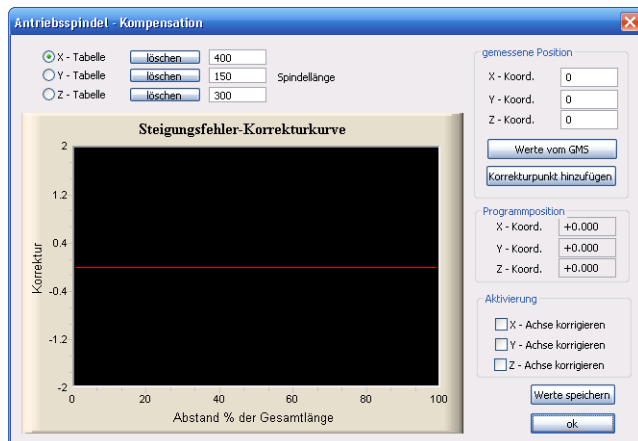 Antriebsspindel - Kompensation
X - Tabelle löschen 400
Y - Tabelle löschen 150 Spindellänge
Z - Tabelle löschen 300
Steigungsfehler-Korrekturkurve
Korrektur
2
1.2
0.4
-0.4
-1.2
-2
0 20 40 60 80 100
Abstand % der Gesamtlänge
gemessene Position
X - Koord. 0
Y - Koord. 0
Z - Koord. 0
Werte vom GMS
Korrekturpunkt hinzufügen
Programmposition
X - Koord. +0.000
Y - Koord. +0.000
Z - Koord. +0.000
Aktivierung
X - Achse korrigieren
Y - Achse korrigieren
Z - Achse korrigieren
Werte speichern
ok